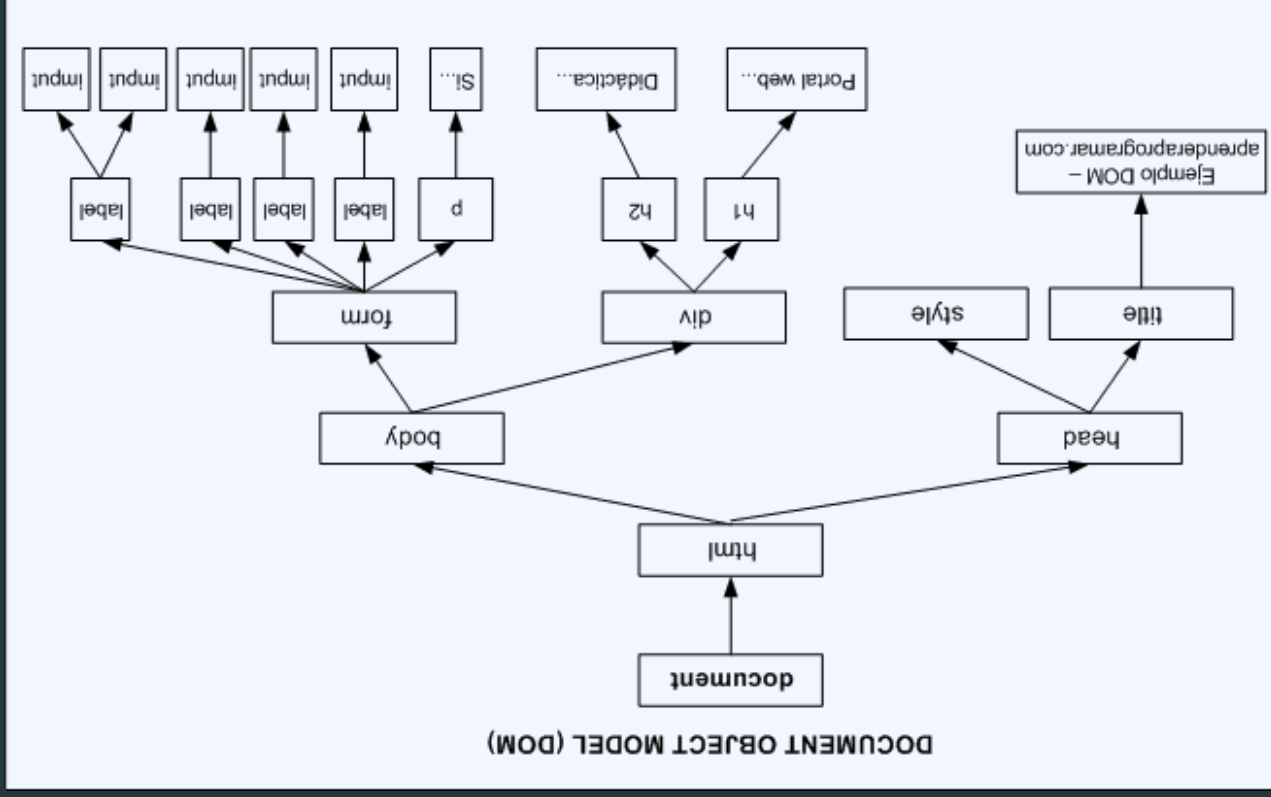 DOCUMENT OBJECT MODEL (DOM)
document
html
head
body
title
style
div
form
Ejemplo DOM –
aprenderaprogramar.com
h1
h2
p
label
label
label
label
Portal web...
Didáctica...
Si...
imput
imput
imput
imput
imput